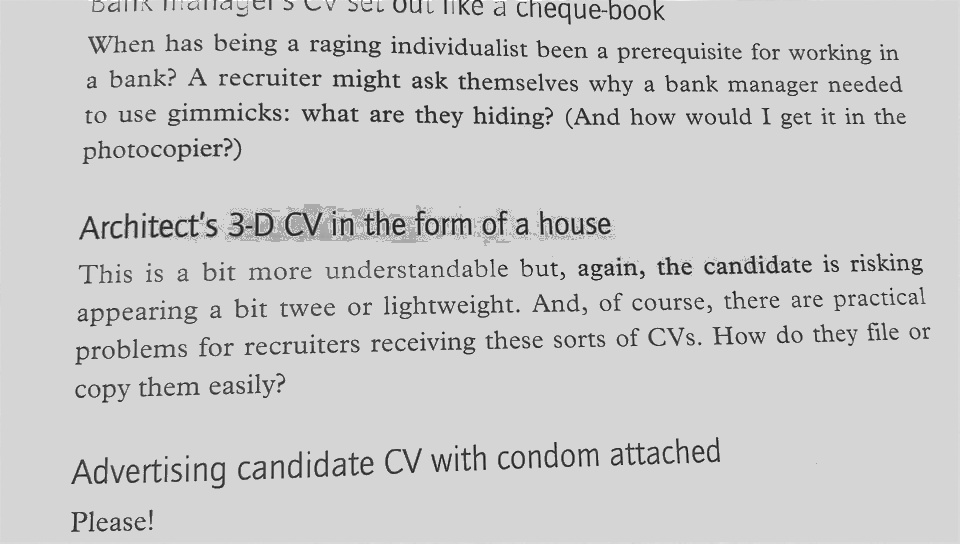 Bank manager's CV set out like a cheque-book
When has being a raging individualist been a prerequisite for working in
a bank? A recruiter might ask themselves why a bank manager needed
to use gimmicks: what are they hiding? (And how would I get it in the
photocopier?)
Architect's 3-D CV in the form of a house
This is a bit more understandable but, again, the candidate is risking
appearing a bit twee or lightweight. And, of course, there are practical
problems for recruiters receiving these sorts of CVs. How do they file or
copy them easily?
Advertising candidate CV with condom attached
Please!